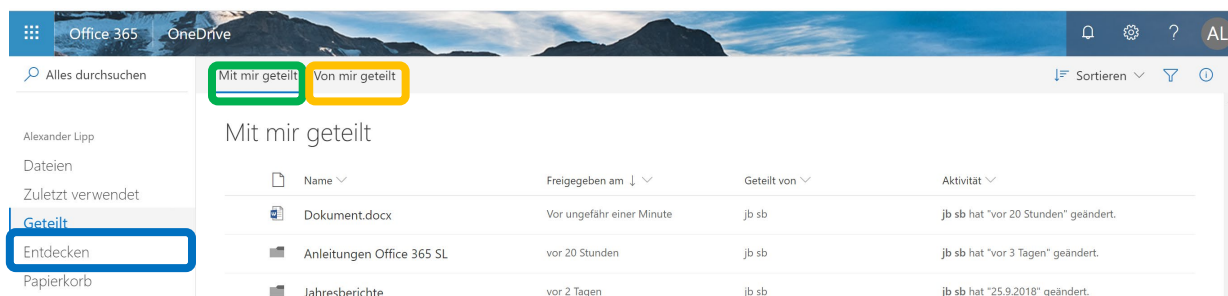 Office 365 OneDrive AL
Alles durchsuchen Mit mir geteilt Von mir geteilt Sortieren
Alexander Lipp
Dateien
Zuletzt verwendet
Geteilt
Entdecken
Papierkorb
Mit mir geteilt
Name Freigegeben am Geteilt von Aktivität
Dokument.docx Vor ungefähr einer Minute jb sb jb sb hat "vor 20 Stunden" geändert.
Anleitungen Office 365 SL vor 20 Stunden jb sb jb sb hat "vor 3 Tagen" geändert.
Jahresberichte vor 2 Tagen jb sb jb sb hat "25.9.2018" geändert.